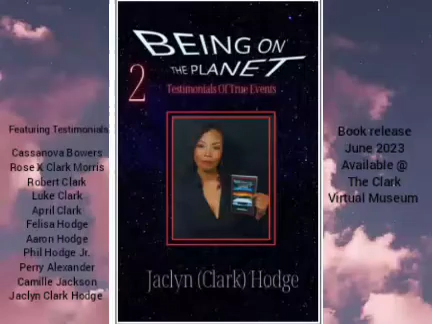 Featuring Testimonials
Cassanova Bowers
Rose X Clark Morris
Robert Clark
Luke Clark
April Clark
Felisa Hodge
Aaron Hodge
Phil Hodge Jr.
Perry Alexander
Camille Jackson
Jaclyn Clark Hodge
BEING ON
THE PLANET
2
Testimonials Of True Events
Jaclyn (Clark) Hodge
Book release
June 2023
Available @
The Clark
Virtual Museum